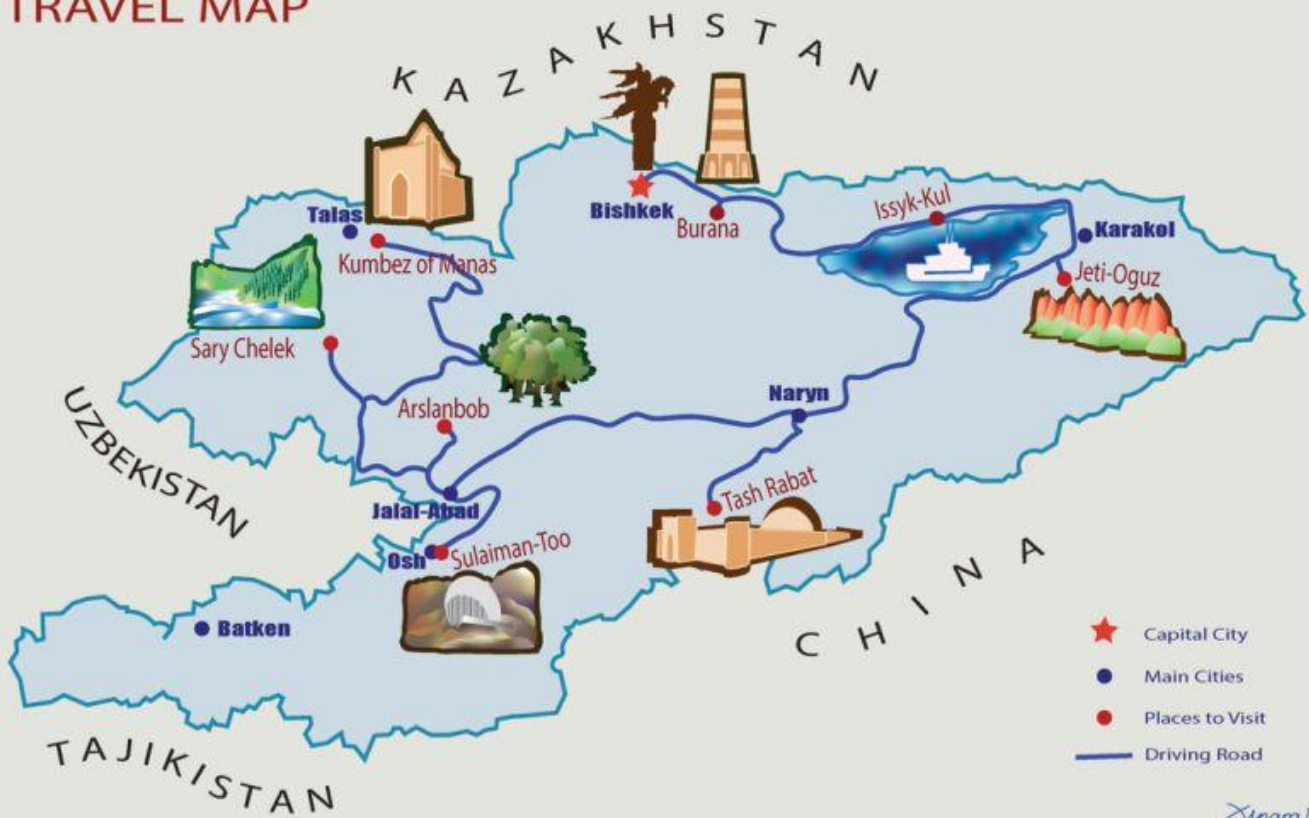 TRAVEL MAP
KAZAKHSTAN
Talas
Kumbez of Manas
Bishkek
Burana
Issyk-Kul
Karakol
Jeti-Oguz
Sary Chelek
Arslanbob
Naryn
UZBEKISTAN
Jalal-Abad
Tash Rabat
Osh
Sulaiman-Too
CHINA
Batken
TAJIKISTAN
Capital City
Main Cities
Places to Visit
Driving Road